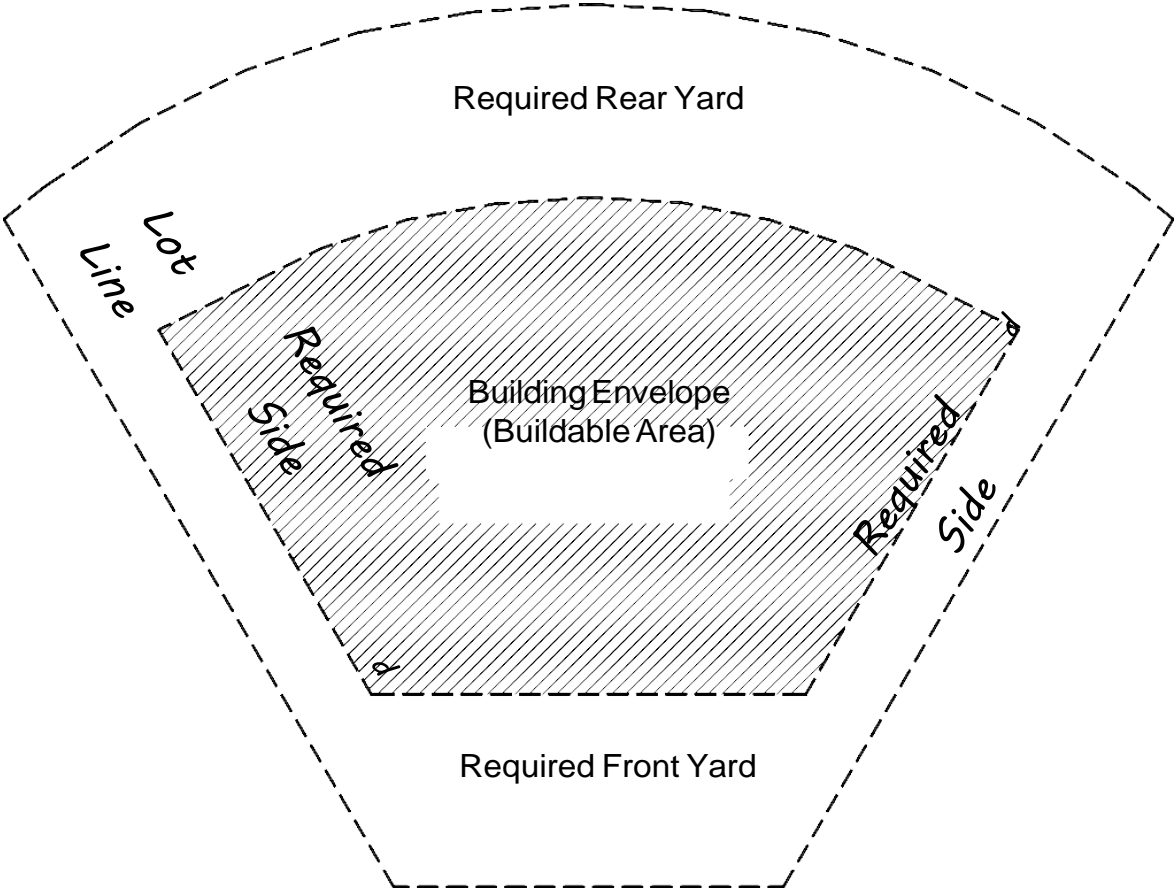 Required Rear Yard
Lot
Line
Required
Side
Building Envelope
(Buildable Area)
d
Required
Side
d
Required Front Yard